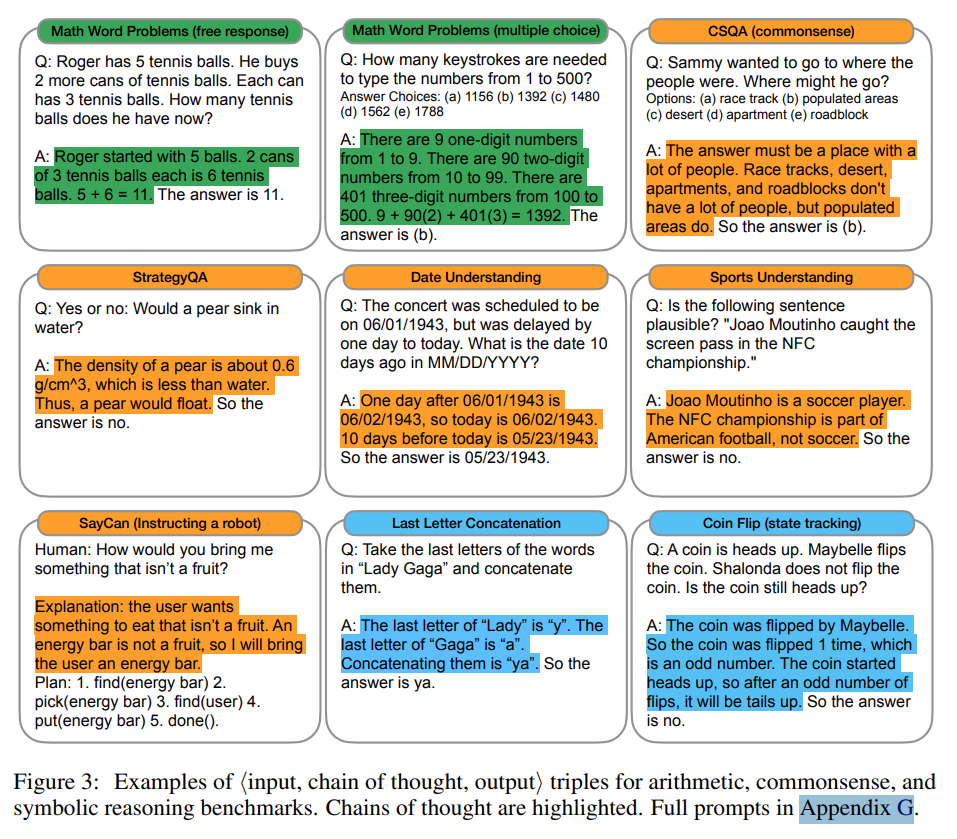 Math Word Problems (free response)
Q: Roger has 5 tennis balls. He buys
2 more cans of tennis balls. Each can
has 3 tennis balls. How many tennis
balls does he have now?
A: Roger started with 5 balls. 2 cans
of 3 tennis balls each is 6 tennis
balls. 5 + 6 = 11. The answer is 11.
Math Word Problems (multiple choice)
Q: How many keystrokes are needed
to type the numbers from 1 to 500?
Answer Choices: (a) 1156 (b) 1392 (c) 1480
(d) 1562 (e) 1788
A: There are 9 one-digit numbers
from 1 to 9. There are 90 two-digit
numbers from 10 to 99. There are
401 three-digit numbers from 100 to
500. 9 + 90(2) + 401(3) = 1392. The
answer is (b).
CSQA (commonsense)
Q: Sammy wanted to go to where the
people were. Where might he go?
Options: (a) race track (b) populated areas
(c) desert (d) apartment (e) roadblock
A: The answer must be a place with a
lot of people. Race tracks, desert,
apartments, and roadblocks don't
have a lot of people, but populated
areas do. So the answer is (b).
StrategyQA
Q: Yes or no: Would a pear sink in
water?
A: The density of a pear is about 0.6
g/cm^3, which is less than water.
Thus, a pear would float. So the
answer is no.
Date Understanding
Q: The concert was scheduled to be
on 06/01/1943, but was delayed by
one day to today. What is the date 10
days ago in MM/DD/YYYY?
A: One day after 06/01/1943 is
06/02/1943, so today is 06/02/1943.
10 days before today is 05/23/1943.
So the answer is 05/23/1943.
Sports Understanding
Q: Is the following sentence
plausible? "Joao Moutinho caught the
screen pass in the NFC
championship."
A: Joao Moutinho is a soccer player.
The NFC championship is part of
American football, not soccer. So the
answer is no.
SayCan (Instructing a robot)
Human: How would you bring me
something that isn't a fruit?
Explanation: the user wants
something to eat that isn't a fruit. An
energy bar is not a fruit, so I will bring
the user an energy bar.
Plan: 1. find(energy bar) 2.
pick(energy bar) 3. find(user) 4.
put(energy bar) 5. done().
Last Letter Concatenation
Q: Take the last letters of the words
in “Lady Gaga” and concatenate
them.
A: The last letter of “Lady” is “y”. The
last letter of “Gaga” is “a”.
Concatenating them is “ya”. So the
answer is ya.
Coin Flip (state tracking)
Q: A coin is heads up. Maybelle flips
the coin. Shalonda does not flip the
coin. Is the coin still heads up?
A: The coin was flipped by Maybelle.
So the coin was flipped 1 time, which
is an odd number. The coin started
heads up, so after an odd number of
flips, it will be tails up. So the answer
is no.
Figure 3: Examples of ⟨input, chain of thought, output⟩ triples for arithmetic, commonsense, and
symbolic reasoning benchmarks. Chains of thought are highlighted. Full prompts in Appendix G.